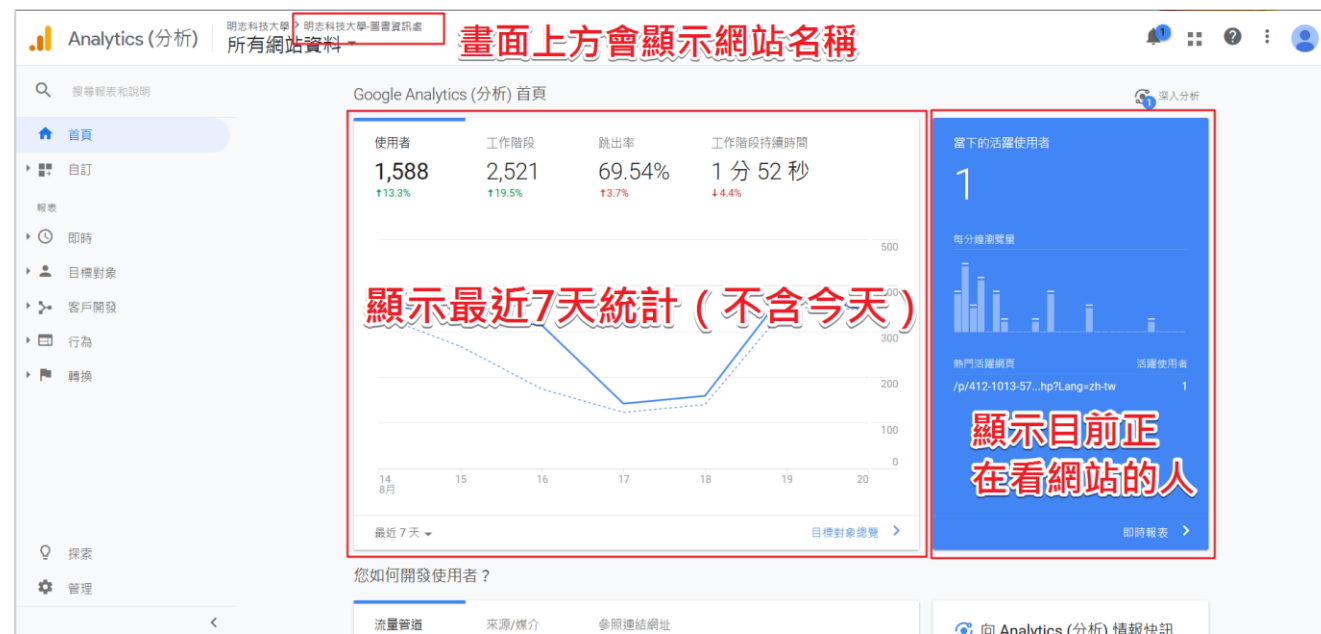 Analytics (分析)
明志科技大學 > 明志科技大學-圖書資訊處
所有網站資料
畫面上方會顯示網站名稱
1
搜尋報表和說明
首頁
自訂
報表
即時
目標對象
客戶開發
行為
轉換
探索
管理
Google Analytics (分析) 首頁
1
深入分析
使用者 工作階段 跳出率 工作階段持續時間
1,588 2,521 69.54% 1 分 52 秒
↑13.3% ↑19.5% ↑3.7% ↓4.4%
500
顯示最近7天統計（不含今天）
300
200
100
0
14 15 16 17 18 19 20
8月
最近 7 天
目標對象總覽
當下的活躍使用者
1
每分鐘瀏覽量
熱門活躍網頁 活躍使用者
/p/412-1013-57...hp?Lang=zh-tw 1
顯示目前正
在看網站的人
即時報表
您如何開發使用者？
流量管道 來源/媒介 參照連結網址
向 Analytics (分析) 情報快訊